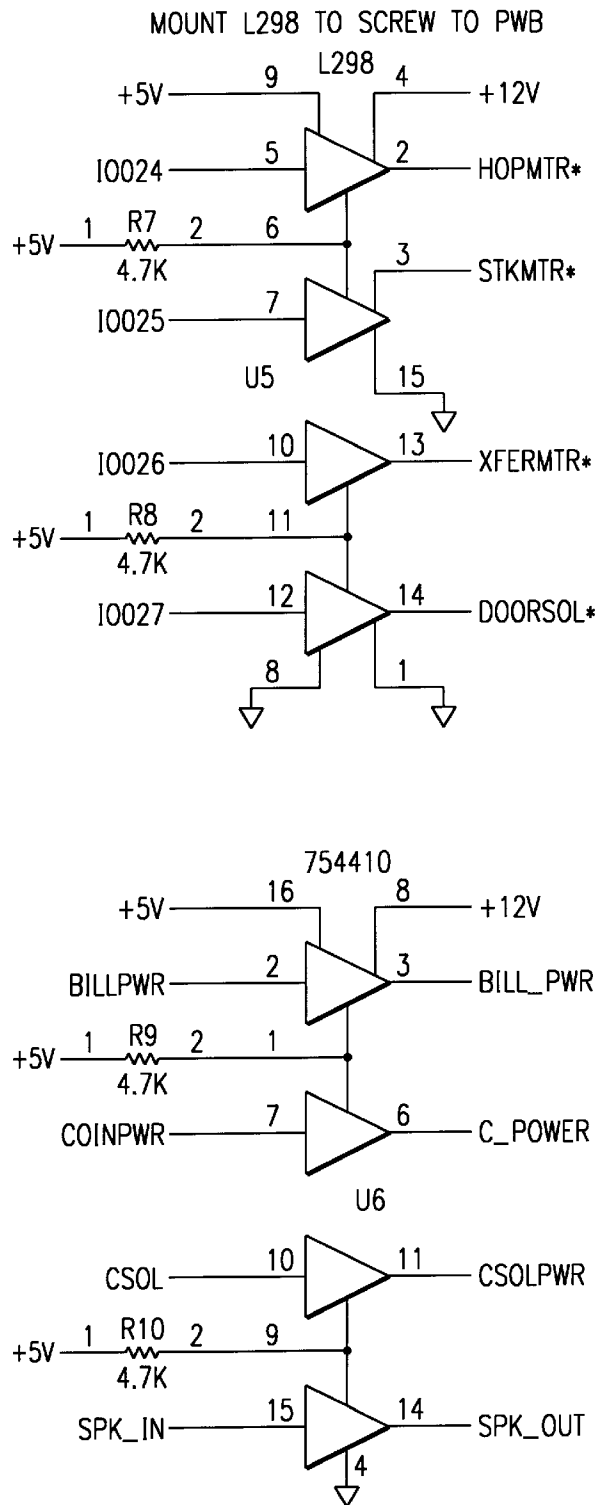 MOUNT L298 TO SCREW TO PWB
L298
+5V 9 4 +12V
IO024 5 2 HOPMTR*
+5V 1 R7 2 6
4.7K
3 STKMTR*
IO025 7
U5 15
IO026 10 13 XFERMTR*
+5V 1 R8 2 11
4.7K
IO027 12 14 DOORSOL*
8 1
754410
+5V 16 8 +12V
BILLPWR 2 3 BILL_PWR
+5V 1 R9 2 1
4.7K
COINPWR 7 6 C_POWER
U6
CSOL 10 11 CSOLPWR
+5V 1 R10 2 9
4.7K
SPK_IN 15 14 SPK_OUT
4